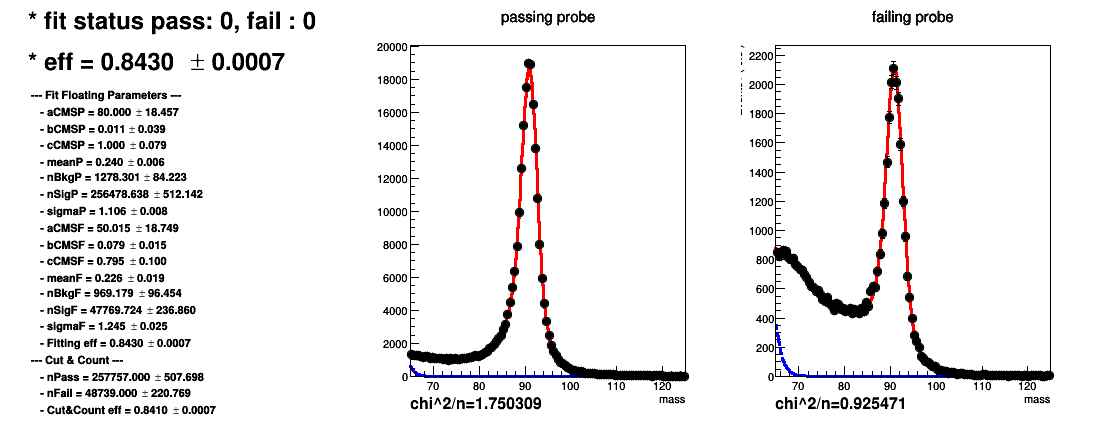 * fit status pass: 0, fail : 0
* eff = 0.8430 ± 0.0007
--- Fit Floating Parameters ---
- aCMSP = 80.000 ± 18.457
- bCMSP = 0.011 ± 0.039
- cCMSP = 1.000 ± 0.079
- meanP = 0.240 ± 0.006
- nBkgP = 1278.301 ± 84.223
- nSigP = 256478.638 ± 512.142
- sigmaP = 1.106 ± 0.008
- aCMSF = 50.015 ± 18.749
- bCMSF = 0.079 ± 0.015
- cCMSF = 0.795 ± 0.100
- meanF = 0.226 ± 0.019
- nBkgF = 969.179 ± 96.454
- nSigF = 47769.724 ± 236.860
- sigmaF = 1.245 ± 0.025
- Fitting eff = 0.8430 ± 0.0007
--- Cut & Count ---
- nPass = 257757.000 ± 507.698
- nFail = 48739.000 ± 220.769
- Cut&Count eff = 0.8410 ± 0.0007
passing probe
20000
18000
16000
14000
12000
10000
8000
6000
4000
2000
0
70 80 90 100 110 120
mass
chi^2/n=1.750309
failing probe
2200
2000
1800
1600
1400
1200
1000
800
600
400
200
0
70 80 90 100 110 120
mass
chi^2/n=0.925471